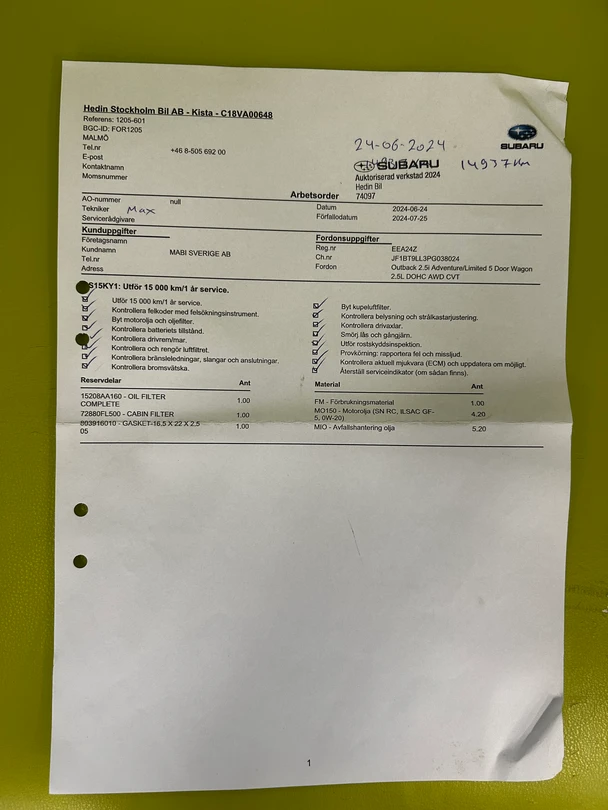 Hedin Stockholm Bil AB - Kista - C18VA00648
Referens: 1205-601
BGC-ID: FOR1205
MALMÖ
Tel.nr +46 8-505 692 00
E-post
Kontaktnamn
Momsnummer
24-06-2024
SUBARU
14937 km
SUBARU
Auktoriserad verkstad 2024
Hedin Bil
74097
Arbetsorder
AO-nummer null
Tekniker Max
Servicerådgivare
Datum 2024-06-24
Förfallodatum 2024-07-25
Kunduppgifter
Företagsnamn
Kundnamn MABI SVERIGE AB
Tel.nr
Adress
Fordonsuppgifter
Reg.nr EEA24Z
Ch.nr JF1BT9LL3PG038024
Fordon Outback 2.5i Adventure/Limited 5 Door Wagon
2.5L DOHC AWD CVT
S15KY1: Utför 15 000 km/1 år service.
Utför 15 000 km/1 år service.
Kontrollera felkoder med felsökningsinstrument.
Byt motorolja och oljefilter.
Kontrollera batteriets tillstånd.
Kontrollera drivrem/mar.
Kontrollera och rengör luftfiltret.
Kontrollera bränsleledningar, slangar och anslutningar.
Kontrollera bromsvätska.
Byt kupeluftfilter.
Kontrollera belysning och strålkastarjustering.
Kontrollera drivaxlar.
Smörj lås och gångjärn.
Utför rostskyddsinspektion.
Provkörning: rapportera fel och missljud.
Kontrollera aktuell mjukvara (ECM) och uppdatera om möjligt.
Återställ serviceindikator (om sådan finns).
Reservdelar Ant
15208AA160 - OIL FILTER
COMPLETE 1.00
72880FL500 - CABIN FILTER 1.00
803916010 - GASKET-16.5 X 22 X 2.5
05 1.00
Material Ant
FM - Förbrukningsmaterial 1.00
MO150 - Motorolja (SN RC, ILSAC GF-
5, 0W-20) 4.20
MIO - Avfallshantering olja 5.20
1